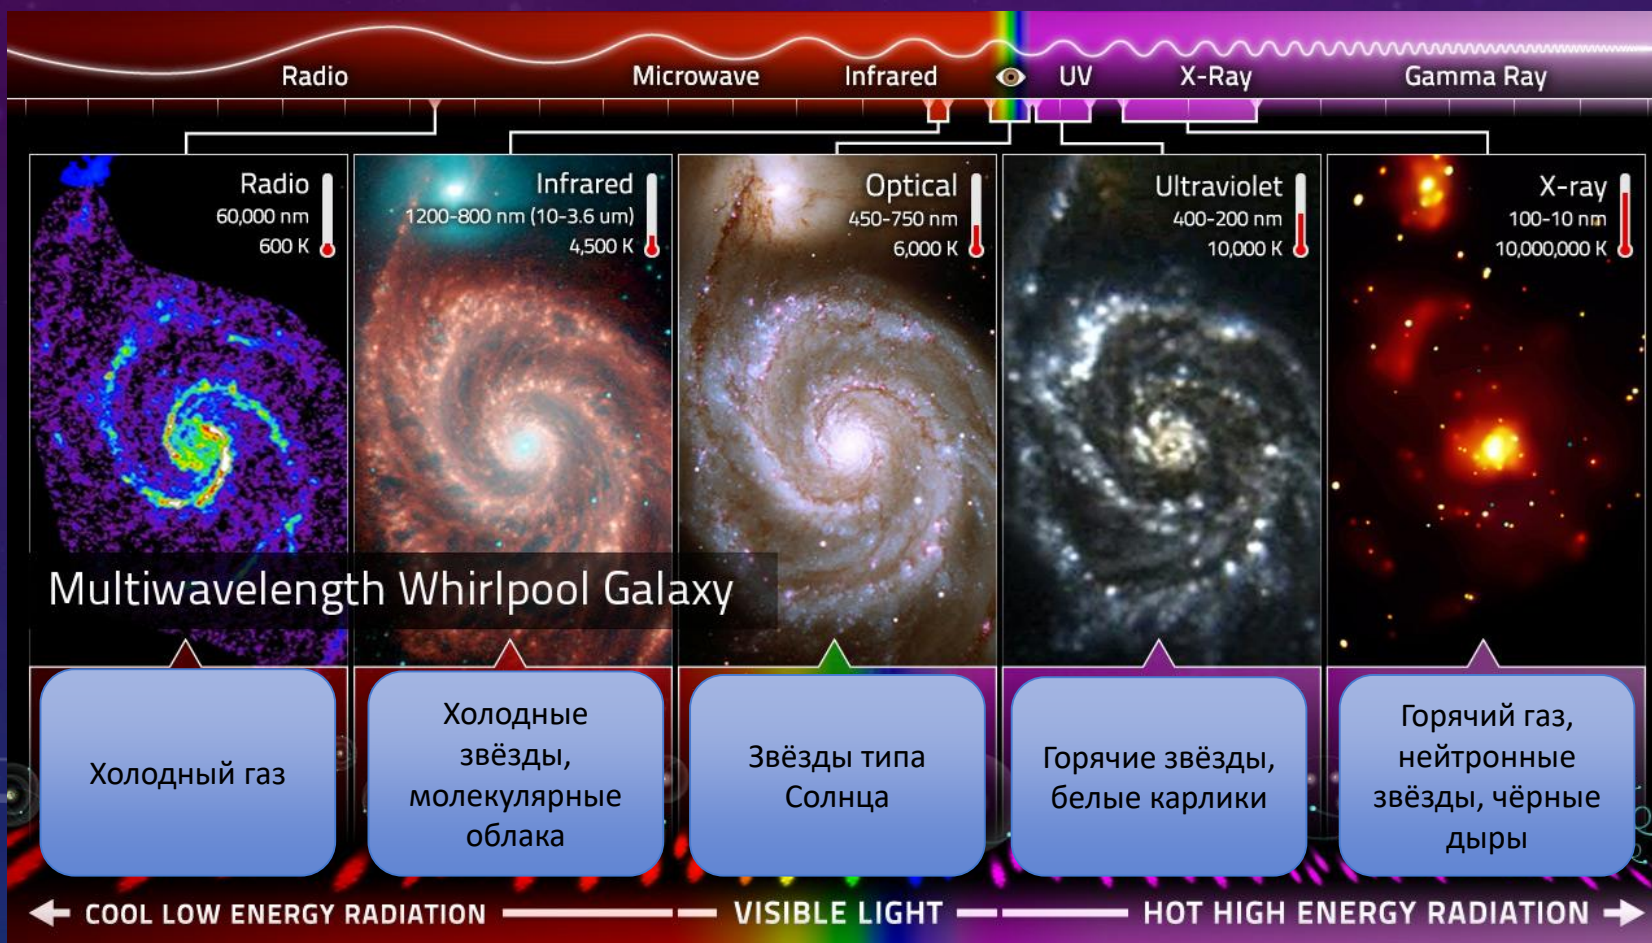 Radio
Microwave
Infrared
UV
X-Ray
Gamma Ray
Radio
60,000 nm
600 K
Infrared
1200-800 nm (10-3.6 um)
4,500 K
Optical
450-750 nm
6,000 K
Ultraviolet
400-200 nm
10,000 K
X-ray
100-10 nm
10,000,000 K
Multiwavelength Whirlpool Galaxy
Холодный газ
Холодные
звёзды,
молекулярные
облака
Звёзды типа
Солнца
Горячие звёзды,
белые карлики
Горячий газ,
нейтронные
звёзды, чёрные
дыры
COOL LOW ENERGY RADIATION
VISIBLE LIGHT
HOT HIGH ENERGY RADIATION